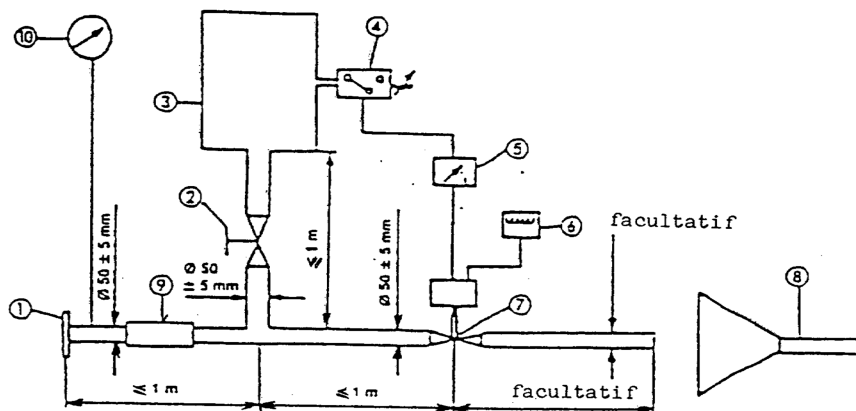 10
4
3
5
2
6
facultatif
Ø 50 ± 5 mm
≤ 1 m
Ø 50 ± 5 mm
Ø 50
± 5 mm
1
9
7
8
≤ 1 m
≤ 1 m
facultatif